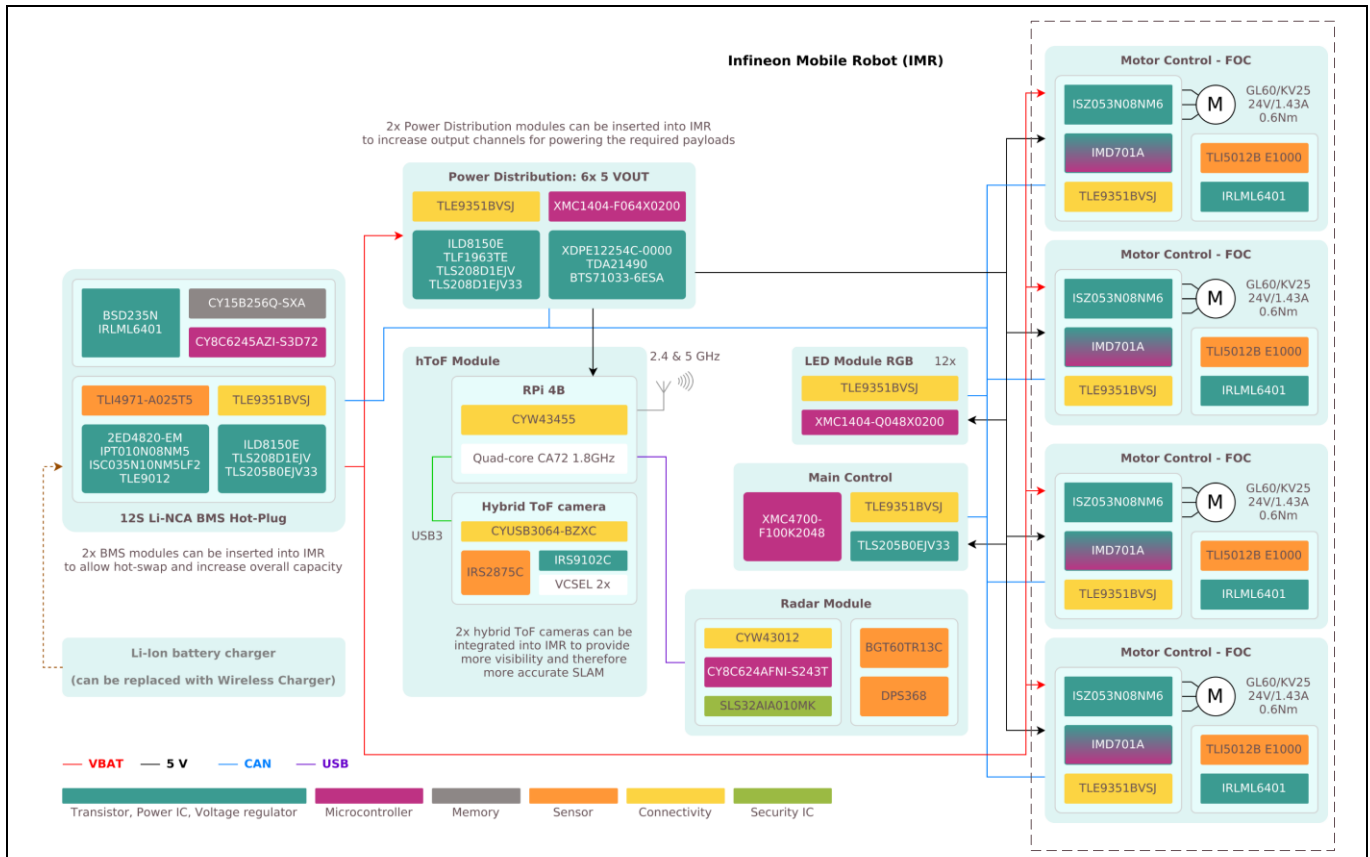 Infineon Mobile Robot (IMR)
2x Power Distribution modules can be inserted into IMR
to increase output channels for powering the required payloads
Power Distribution: 6x 5 VOUT
TLE9351BVSJ
XMC1404-F064X0200
ILD8150E
TLF1963TE
TLS208D1EJV
TLS208D1EJV33
XDPE12254C-0000
TDA21490
BTS71033-6ESA
BSD235N
IRLML6401
CY15B256Q-SXA
CY8C6245AZI-S3D72
TLI4971-A025T5
TLE9351BVSJ
2ED4820-EM
IPT010N08NM5
ISC035N10NM5LF2
TLE9012
ILD8150E
TLS208D1EJV
TLS205B0EJV33
12S Li-NCA BMS Hot-Plug
2x BMS modules can be inserted into IMR
to allow hot-swap and increase overall capacity
Li-Ion battery charger
(can be replaced with Wireless Charger)
hToF Module
2.4 & 5 GHz
RPi 4B
CYW43455
Quad-core CA72 1.8GHz
USB3
Hybrid ToF camera
CYUSB3064-BZXC
IRS2875C
IRS9102C
VCSEL 2x
2x hybrid ToF cameras can be
integrated into IMR to provide
more visibility and therefore
more accurate SLAM
LED Module RGB 12x
TLE9351BVSJ
XMC1404-Q048X0200
Main Control
XMC4700-
F100K2048
TLE9351BVSJ
TLS205B0EJV33
Radar Module
CYW43012
CY8C624AFNI-S243T
SLS32AIA010MK
BGT60TR13C
DPS368
Motor Control - FOC
ISZ053N08NM6
M
GL60/KV25
24V/1.43A
0.6Nm
IMD701A
TLI5012B E1000
TLE9351BVSJ
IRLML6401
Motor Control - FOC
ISZ053N08NM6
M
GL60/KV25
24V/1.43A
0.6Nm
IMD701A
TLI5012B E1000
TLE9351BVSJ
IRLML6401
Motor Control - FOC
ISZ053N08NM6
M
GL60/KV25
24V/1.43A
0.6Nm
IMD701A
TLI5012B E1000
TLE9351BVSJ
IRLML6401
Motor Control - FOC
ISZ053N08NM6
M
GL60/KV25
24V/1.43A
0.6Nm
IMD701A
TLI5012B E1000
TLE9351BVSJ
IRLML6401
VBAT 5 V CAN USB
Transistor, Power IC, Voltage regulator Microcontroller Memory Sensor Connectivity Security IC